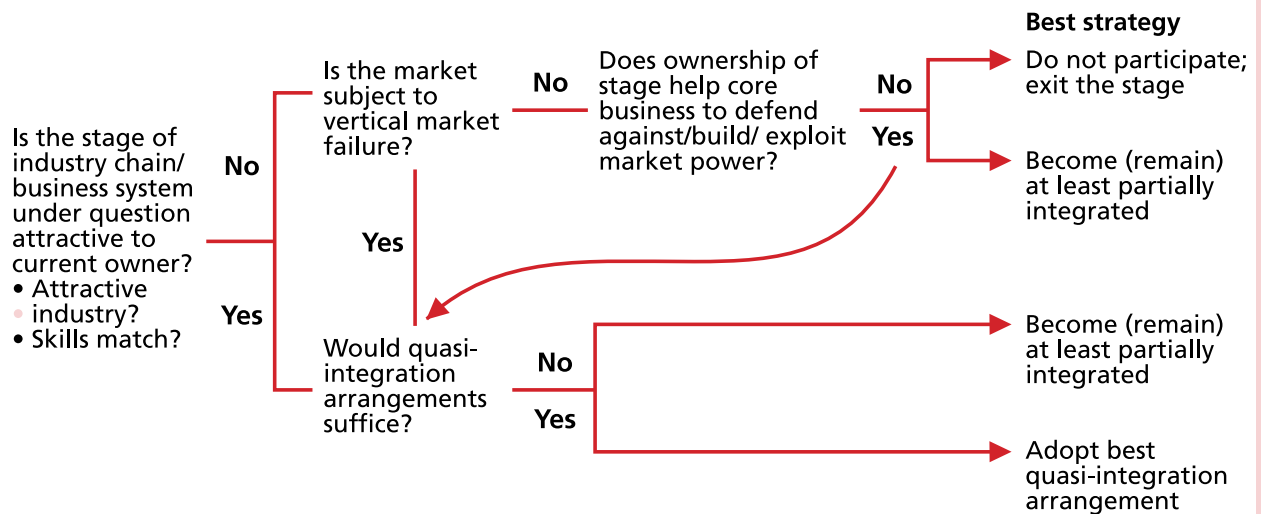 Is the stage of
industry chain/
business system
under question
attractive to
current owner?
• Attractive
• industry?
• Skills match?
No
Yes
Is the market
subject to
vertical market
failure?
Yes
Would quasi-
integration
arrangements
suffice?
No
Does ownership of
stage help core
business to defend
against/build/ exploit
market power?
No
Yes
No
Yes
Best strategy
Do not participate;
exit the stage
Become (remain)
at least partially
integrated
Become (remain)
at least partially
integrated
Adopt best
quasi-integration
arrangement